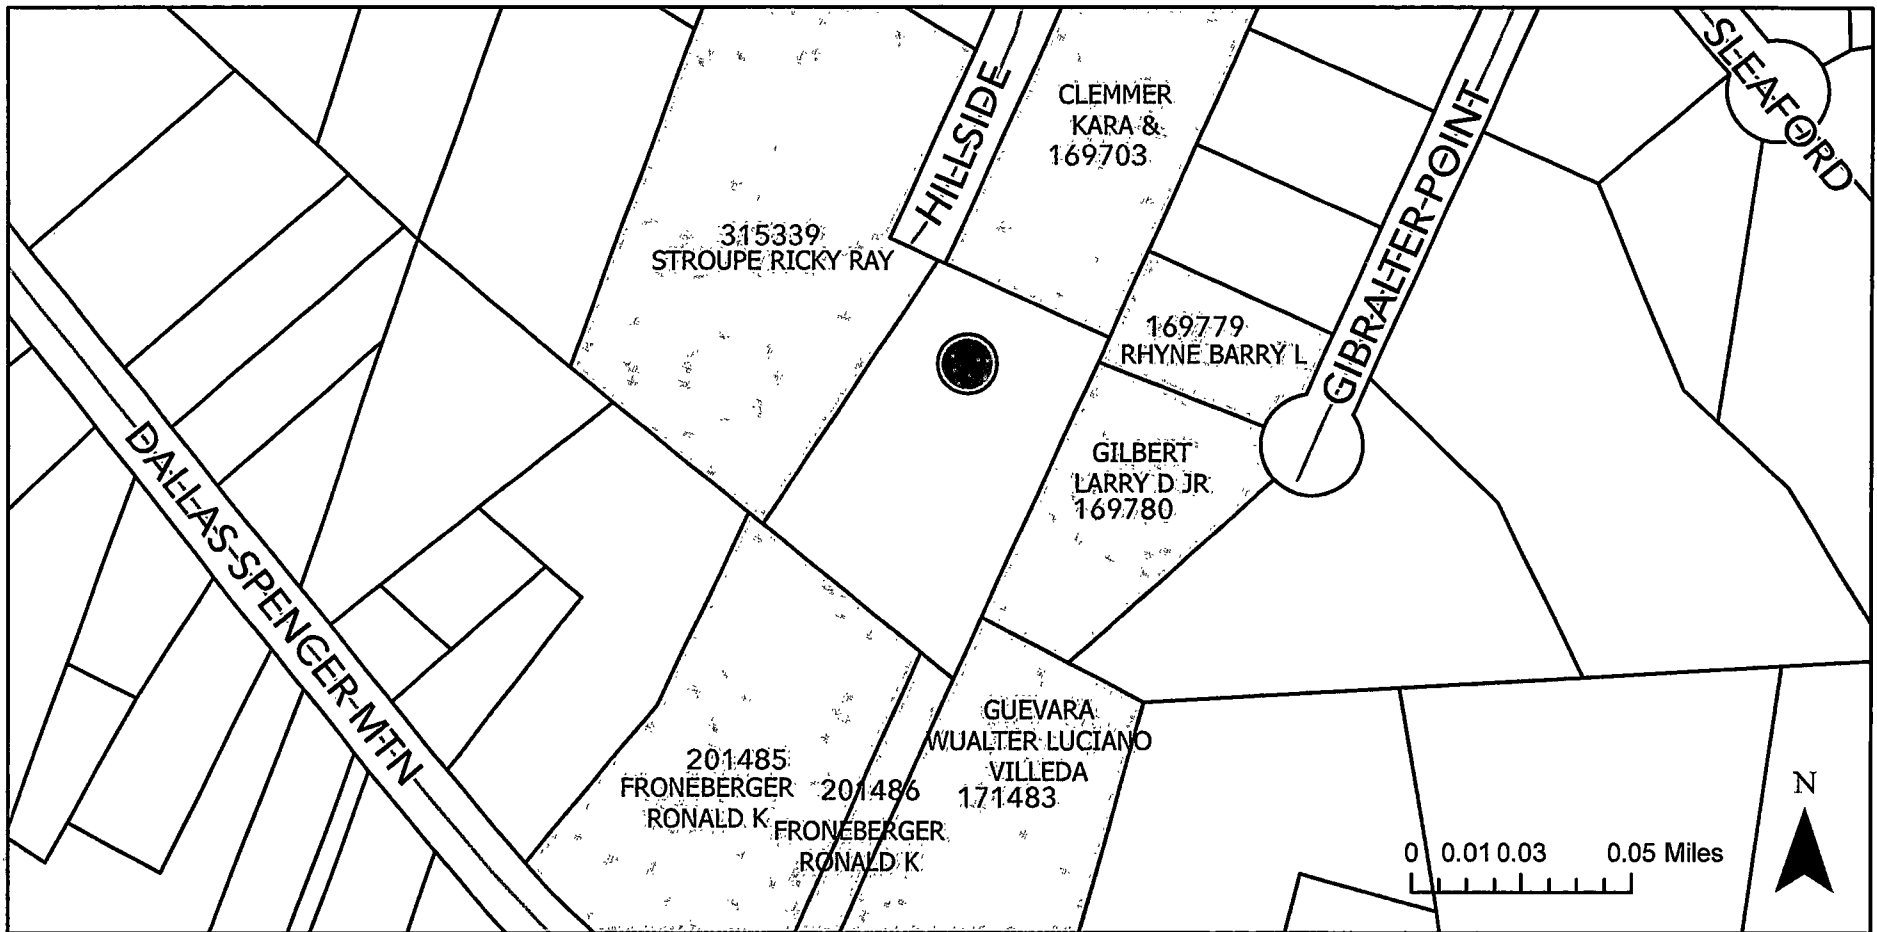 SLEAFORD
HILLSIDE
CLEMMER
KARA &
169703
GIBRALTER POINT
315339
STROUPE RICKY RAY
169779
RHYNE BARRY L
GILBERT
LARRY D JR
169780
DALLAS SPENCER MTN
GUEVARA
WUALTER LUCIANO
VILLEDA
171483
201485
FRONEBERGER
RONALD K
201486
FRONEBERGER
RONALD K
N
0 0.01 0.03 0.05 Miles